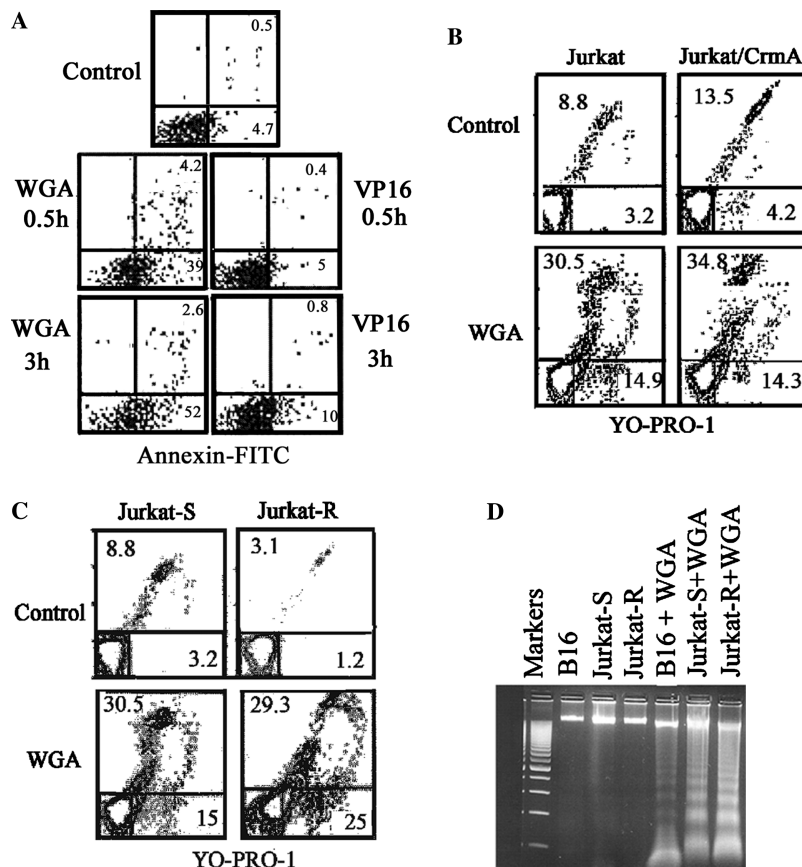 A
Control
0.5
4.7
WGA
0.5h
4.2
39
0.4
5
VP16
0.5h
WGA
3h
2.6
52
0.8
10
VP16
3h
Annexin-FITC
B
Jurkat
Jurkat/CrmA
Control
8.8
3.2
13.5
4.2
WGA
30.5
14.9
34.8
14.3
YO-PRO-1
C
Jurkat-S
Jurkat-R
Control
8.8
3.2
3.1
1.2
WGA
30.5
15
29.3
25
YO-PRO-1
D
Markers
B16
Jurkat-S
Jurkat-R
B16 + WGA
Jurkat-S+WGA
Jurkat-R+WGA